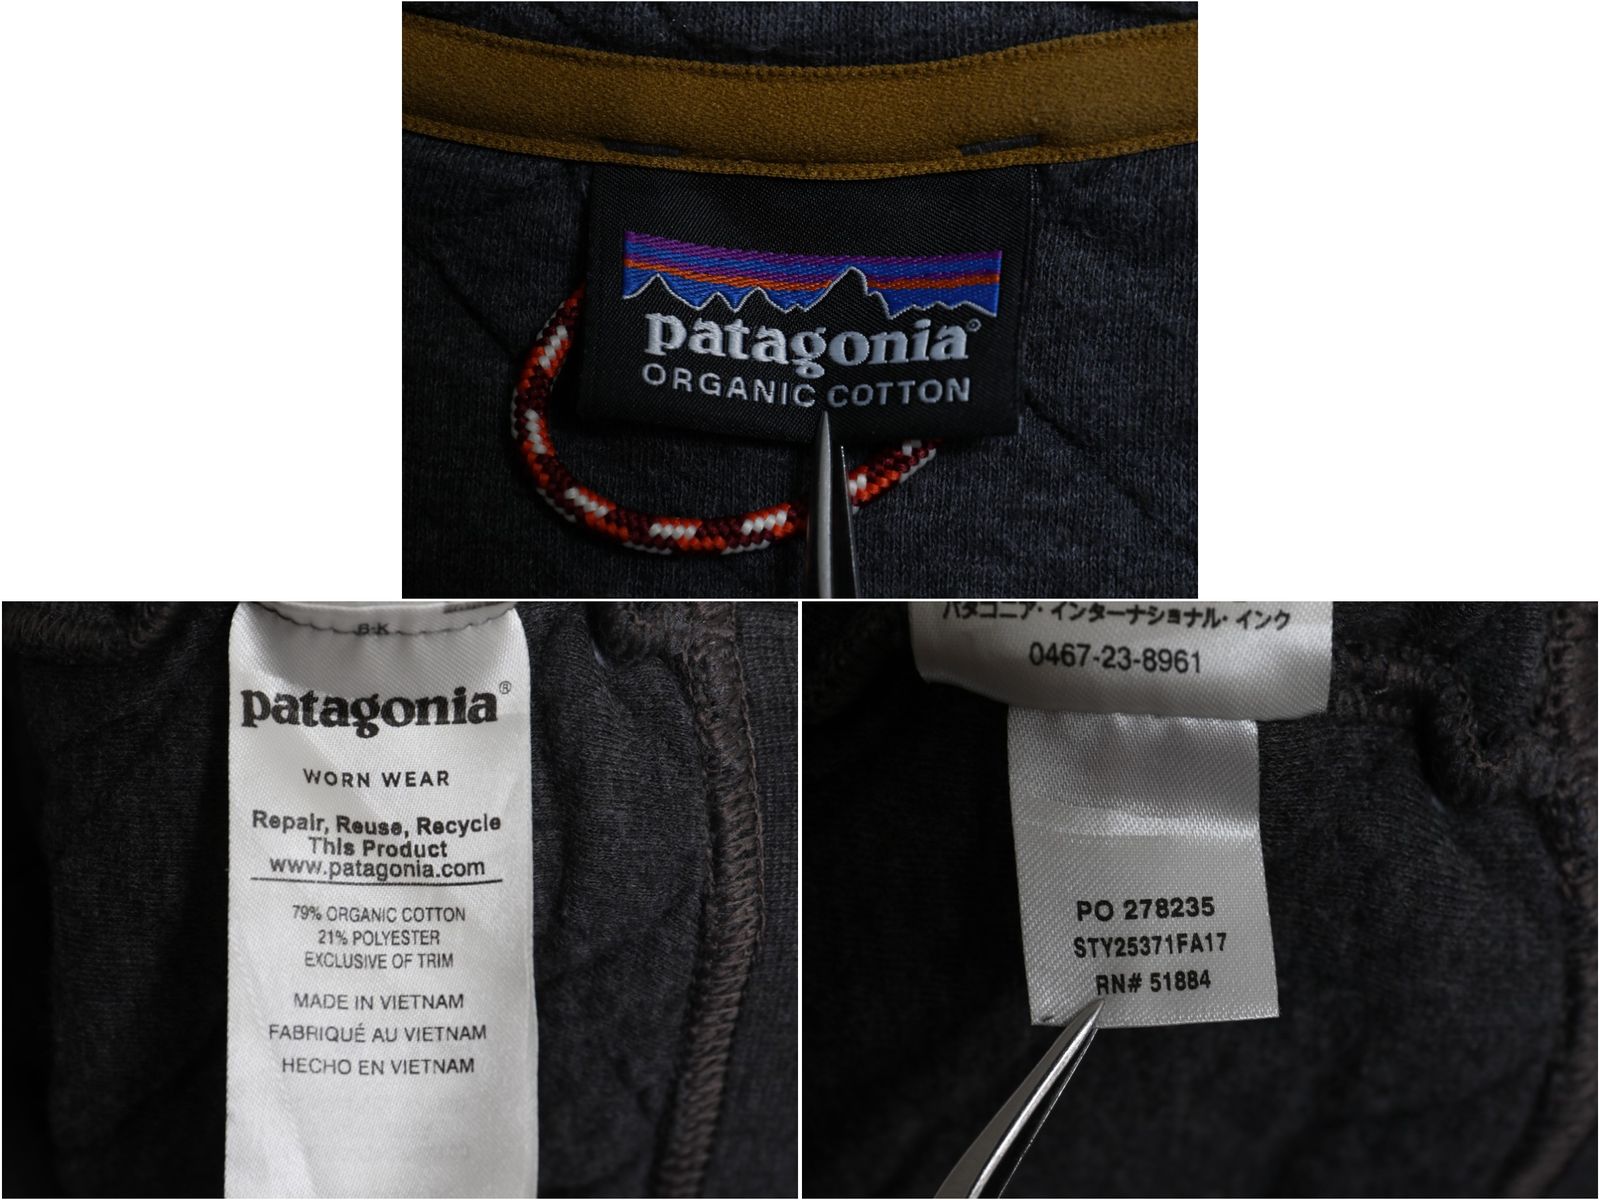 patagonia®
ORGANIC COTTON
B-K
patagonia®
WORN WEAR
Repair, Reuse, Recycle
This Product
www.patagonia.com
79% ORGANIC COTTON
21% POLYESTER
EXCLUSIVE OF TRIM
MADE IN VIETNAM
FABRIQUÉ AU VIETNAM
HECHO EN VIETNAM
パタゴニア・インターナショナル・インク
0467-23-8961
PO 278235
STY25371FA17
RN# 51884